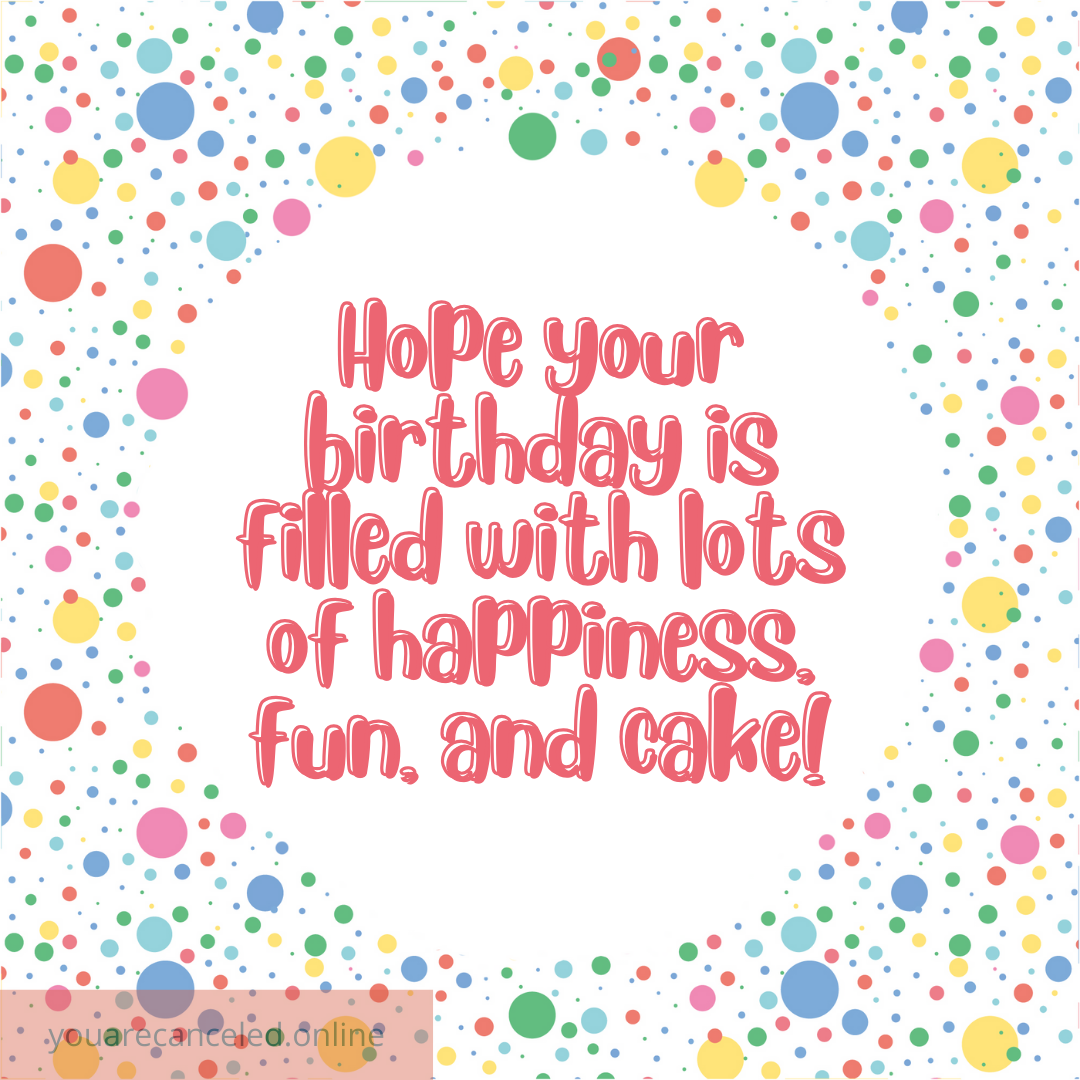 Hope your
birthday is
filled with lots
of happiness,
fun, and cake!
youarecanceled.online